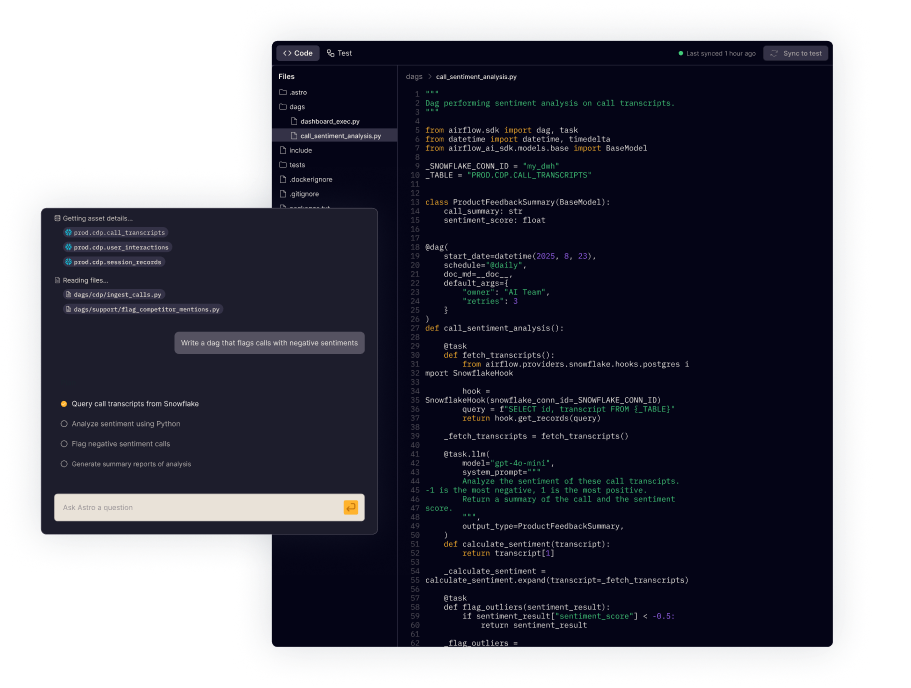 Code
Test
Last synced 1 hour ago
Sync to test
Files
.astro
dags
dashboard_exec.py
call_sentiment_analysis.py
include
tests
.dockerignore
.gitignore
dags > call_sentiment_analysis.py
1 """
2 Dag performing sentiment analysis on call transcripts.
3 """
4
5 from airflow.sdk import dag, task
6 from datetime import datetime, timedelta
7 from airflow_ai_sdk.models.base import BaseModel
8
9 _SNOWFLAKE_CONN_ID = "my_dwh"
10 _TABLE = "PROD.CDP.CALL_TRANSCRIPTS"
11
12
13 class ProductFeedbackSummary(BaseModel):
14 call_summary: str
15 sentiment_score: float
16
17
18 @dag(
19 start_date=datetime(2025, 8, 23),
20 schedule="@daily",
21 doc_md=__doc__,
22 default_args={
23 "owner": "AI Team",
24 "retries": 3
25 }
26 )
27 def call_sentiment_analysis():
28
29 @task
30 def fetch_transcripts():
31 from airflow.providers.snowflake.hooks.postgres i
32 mport SnowflakeHook
33
34 hook =
35 SnowflakeHook(snowflake_conn_id=_SNOWFLAKE_CONN_ID)
36 query = f"SELECT id, transcript FROM {_TABLE}"
37 return hook.get_records(query)
38
39 _fetch_transcripts = fetch_transcripts()
40
41 @task.llm(
42 model="gpt-4o-mini",
43 system_prompt="""
44 Analyze the sentiment of these call transcipts.
45 -1 is the most negative, 1 is the most positive.
46 Return a summary of the call and the sentiment
47 score.
48 """,
49 output_type=ProductFeedbackSummary,
50 )
51 def calculate_sentiment(transcript):
52 return transcript[1]
53
54 _calculate_sentiment =
55 calculate_sentiment.expand(transcript=_fetch_transcripts)
56
57 @task
58 def flag_outliers(sentiment_result):
59 if sentiment_result["sentiment_score"] < -0.5:
60 return sentiment_result
61
62 _flag_outliers =
Getting asset details...
prod.cdp.call_transcripts
prod.cdp.user_interactions
prod.cdp.session_records
Reading files...
dags/cdp/ingest_calls.py
dags/support/flag_competitor_mentions.py
Write a dag that flags calls with negative sentiments
Query call transcripts from Snowflake
Analyze sentiment using Python
Flag negative sentiment calls
Generate summary reports of analysis
Ask Astro a question